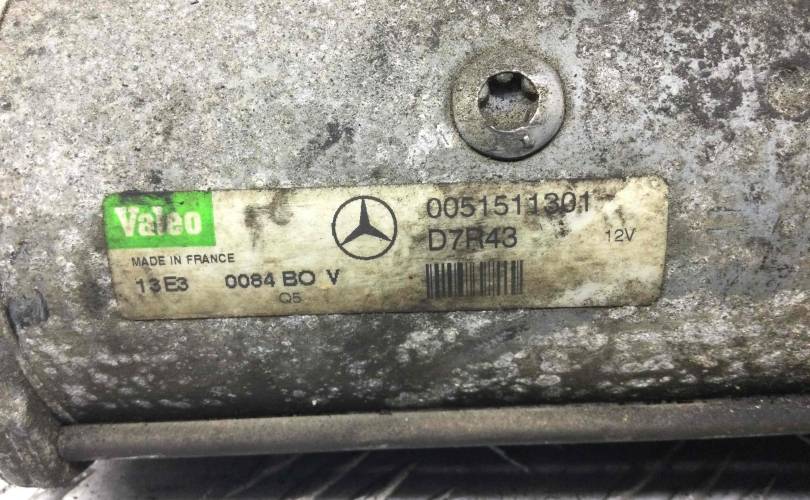 Valeo
0051511301
D7R43
12V
MADE IN FRANCE
13E3 0084 BO V
Q5